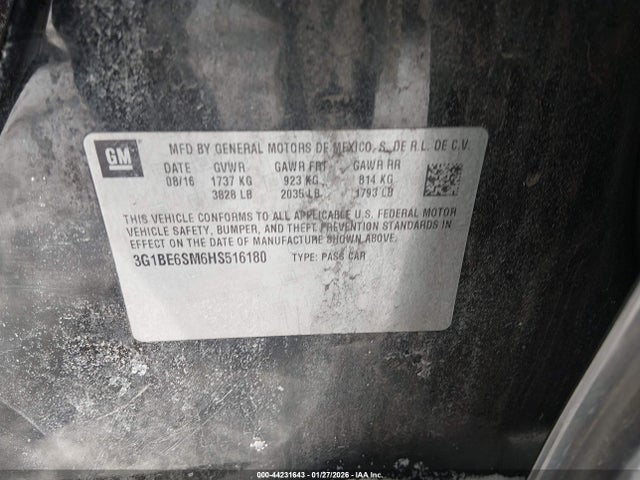 GM
MFD BY GENERAL MOTORS DE MEXICO, S. DE R.L. DE C.V.
DATE GVWR GAWR FRT GAWR RR
08/16 1737 KG 923 KG 814 KG
3828 LB 2035 LB 1793 LB
THIS VEHICLE CONFORMS TO ALL APPLICABLE U.S. FEDERAL MOTOR
VEHICLE SAFETY, BUMPER, AND THEFT PREVENTION STANDARDS IN
EFFECT ON THE DATE OF MANUFACTURE SHOWN ABOVE.
3G1BE6SM6HS516180 TYPE: PASS CAR
000-44231643 | 01/27/2026 | IAA Inc.